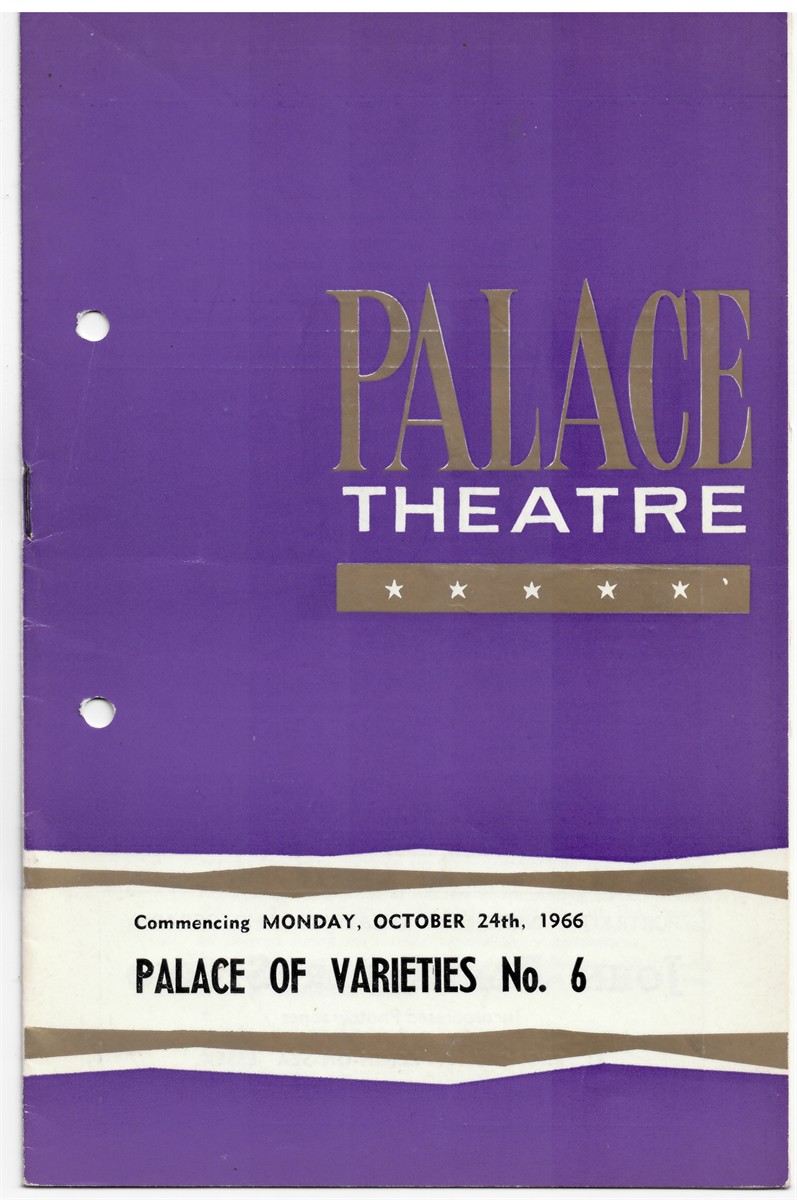 PALACE
THEATRE
Commencing MONDAY, OCTOBER 24th, 1966
PALACE OF VARIETIES No. 6